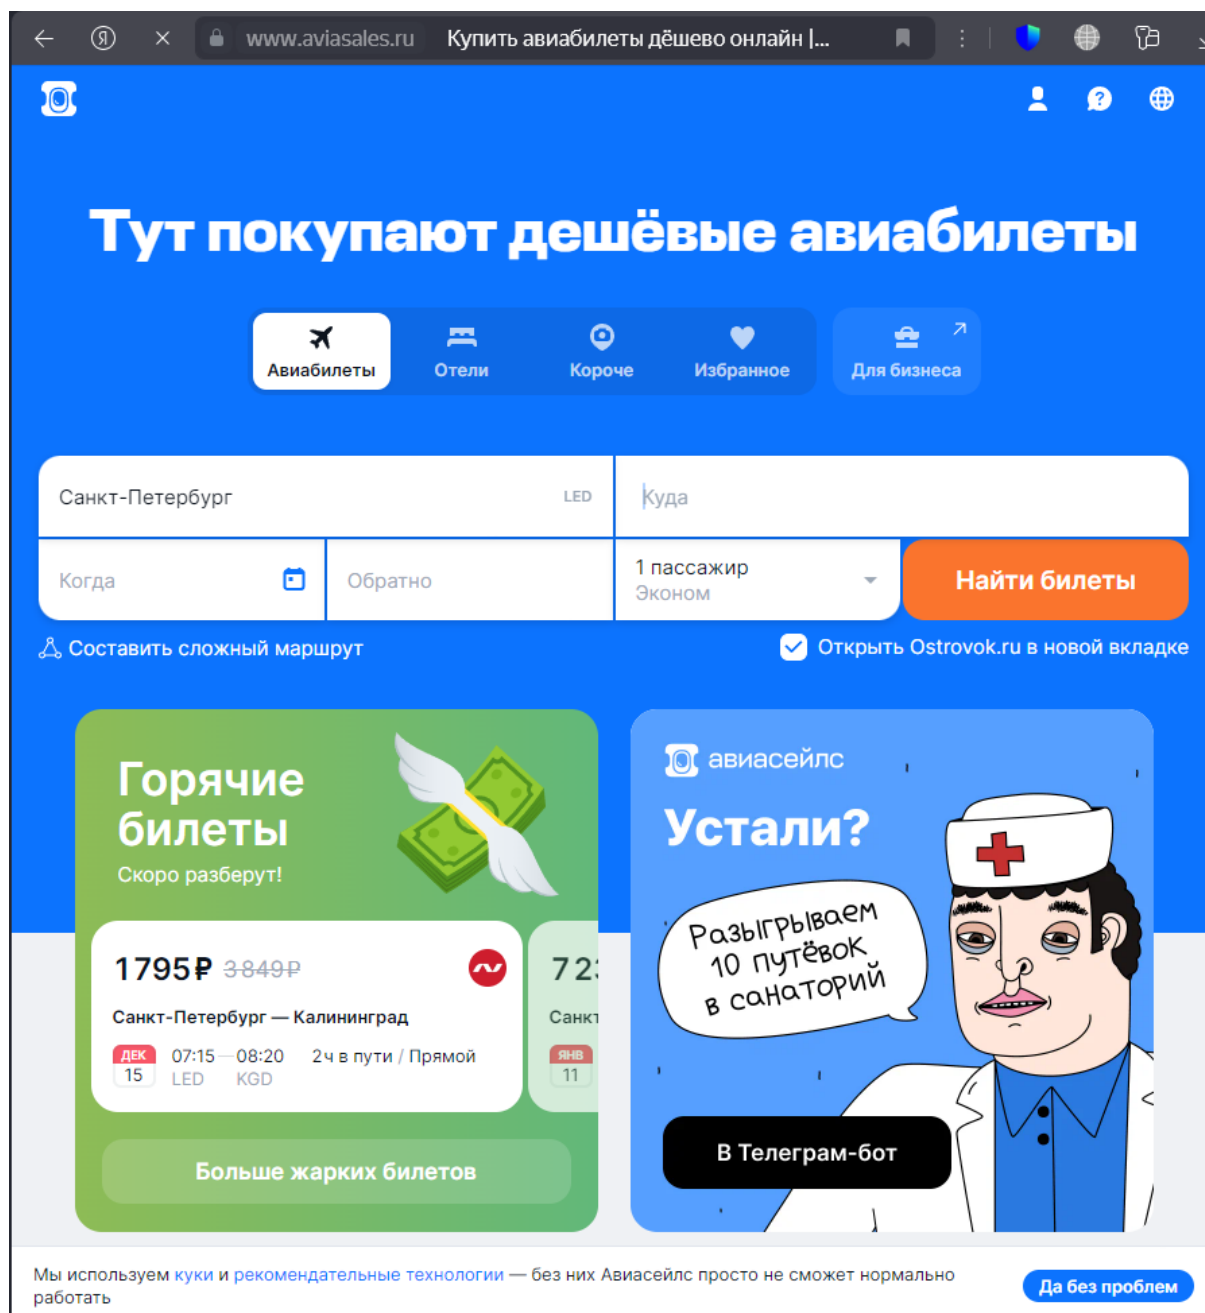 www.aviasales.ru Купить авиабилеты дёшево онлайн |...
Тут покупают дешёвые авиабилеты
Авиабилеты
Отели
Короче
Избранное
Для бизнеса
Санкт-Петербург LED
Куда
Когда
Обратно
1 пассажир
Эконом
Найти билеты
Составить сложный маршрут
Открыть Ostrovok.ru в новой вкладке
Горячие
билеты
Скоро разберут!
1 795 ₽ 3 849 ₽
Санкт-Петербург — Калининград
ДЕК
15
07:15 — 08:20 2ч в пути / Прямой
LED KGD
ЯНВ
11
Больше жарких билетов
авиасейлс
Устали?
Разыгрываем
10 путёвок
в санаторий
В Телеграм-бот
Мы используем куки и рекомендательные технологии — без них Авиасейлс просто не сможет нормально
работать
Да без проблем